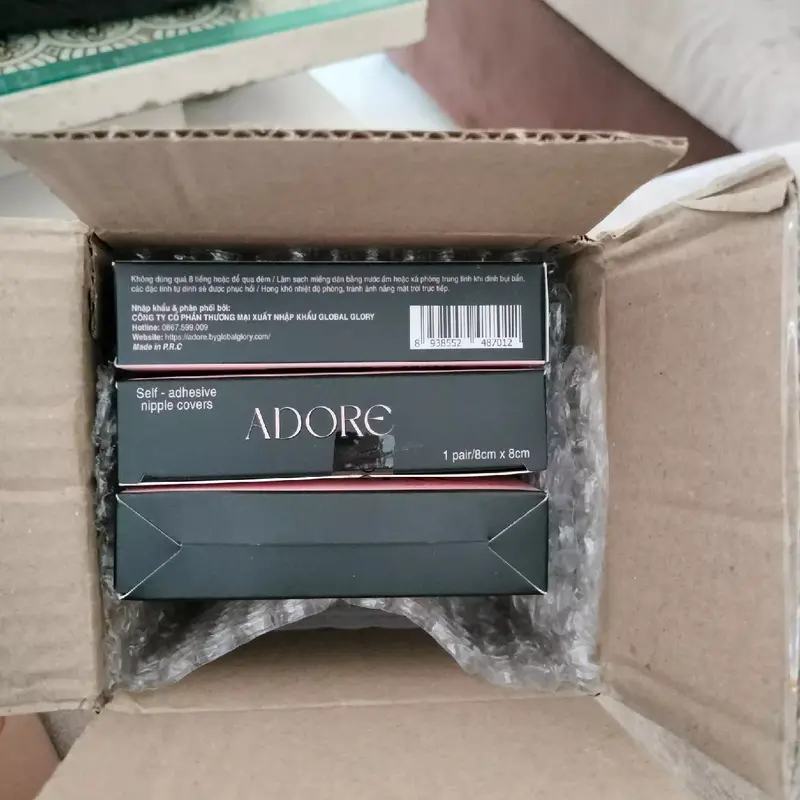 Không dùng quá 8 tiếng hoặc để qua đêm / Làm sạch miếng dán bằng nước ấm hoặc xà phòng trung tính khi dính bụi bẩn,
các đặc tính tự dính sẽ được phục hồi / Hong khô nhiệt độ phòng, tránh ánh nắng mặt trời trực tiếp.
Nhập khẩu & phân phối bởi:
CÔNG TY CỔ PHẦN THƯƠNG MẠI XUẤT NHẬP KHẨU GLOBAL GLORY
Hotline: 0867.599.009
Website: https://adore.byglobalglory.com/
Made in P.R.C
8 938552 487012
Self - adhesive
nipple covers
ADORE
1 pair/8cm x 8cm